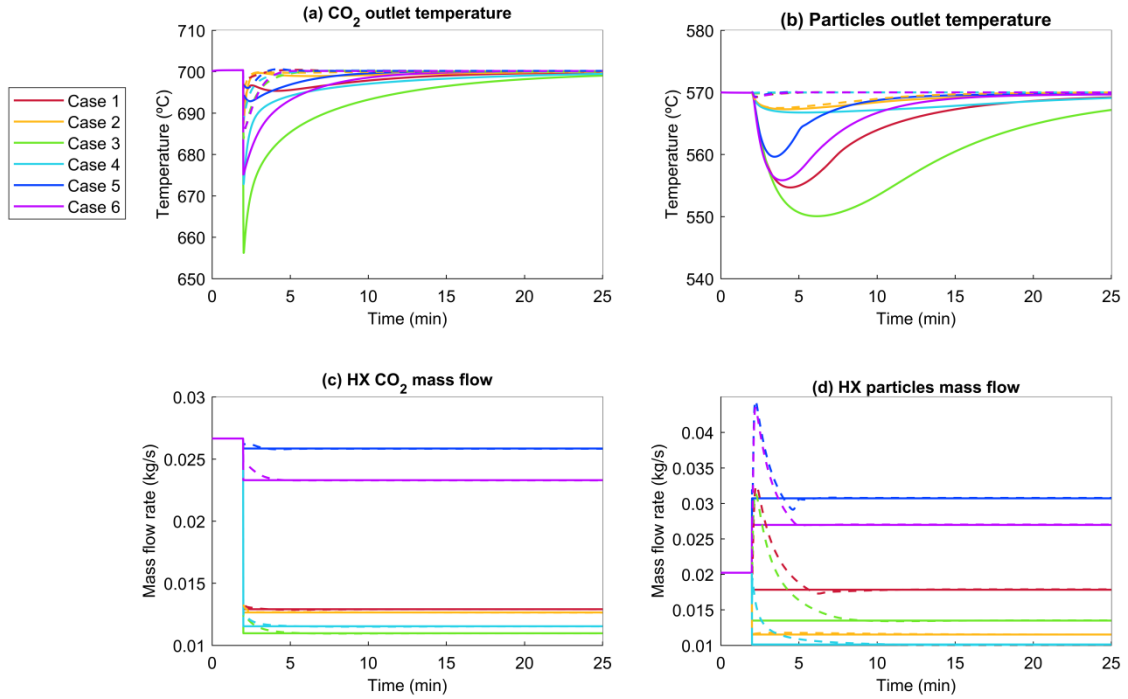 (a) CO2 outlet temperature
(b) Particles outlet temperature
Case 1
Case 2
Case 3
Case 4
Case 5
Case 6
Temperature (ºC)
710
700
690
680
670
660
650
0 5 10 15 20 25
Time (min)
Temperature (ºC)
580
570
560
550
540
0 5 10 15 20 25
Time (min)
(c) HX CO2 mass flow
(d) HX particles mass flow
Mass flow rate (kg/s)
0.03
0.025
0.02
0.015
0.01
0 5 10 15 20 25
Time (min)
Mass flow rate (kg/s)
0.04
0.035
0.03
0.025
0.02
0.015
0.01
0 5 10 15 20 25
Time (min)